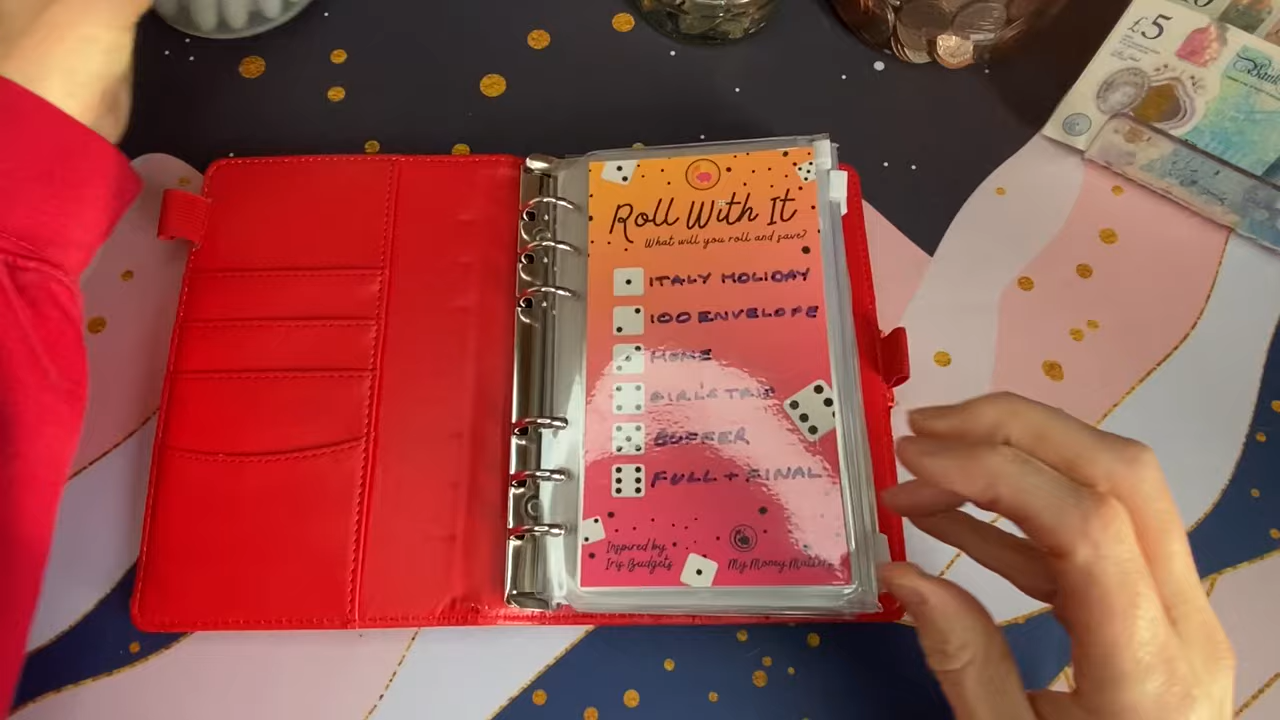 £5
Roll With It
What will you roll and save?
ITALY HOLIDAY
100 ENVELOPE
HOME
GIRLS TRIP
BUFFER
FULL + FINAL
Inspired by
Iris Budgets
My Money Matters